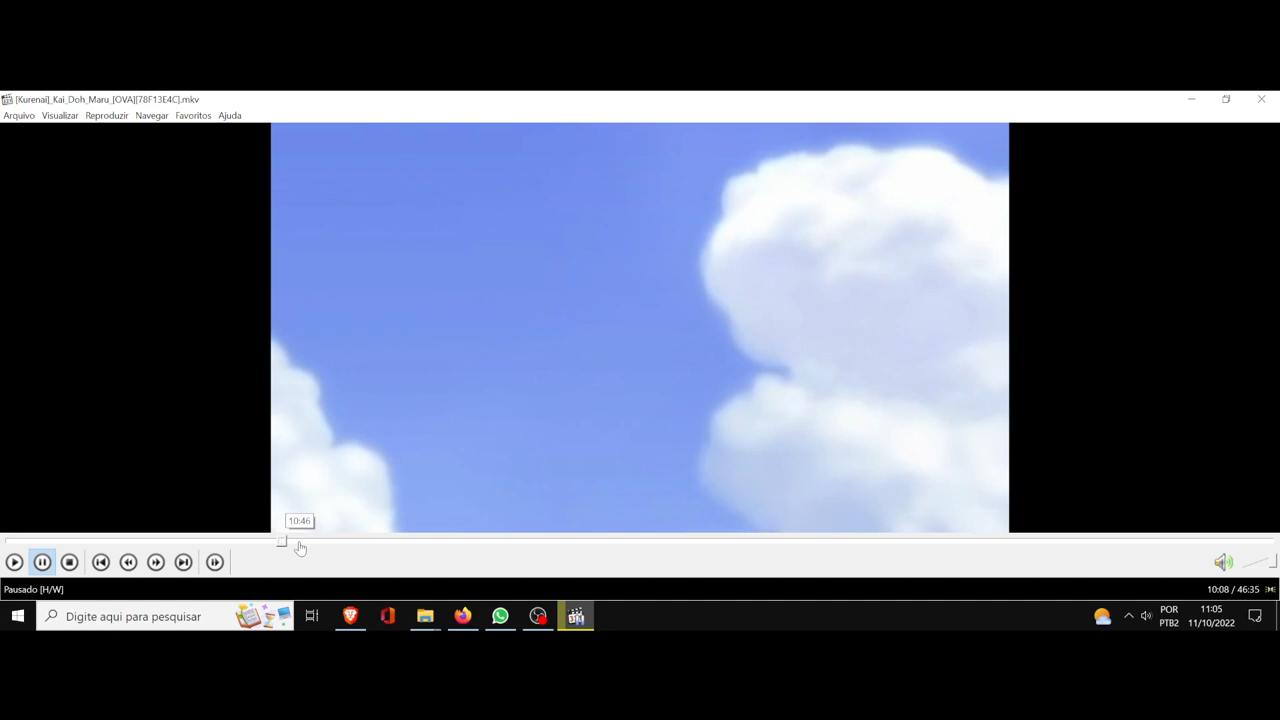 [Kurenai]_Kai_Doh_Maru_[OVA][78F13E4C].mkv
Arquivo Visualizar Reproduzir Navegar Favoritos Ajuda
10:46
Pausado [H/W]
10:08 / 46:35
Digite aqui para pesquisar
POR
PTB2
11:05
11/10/2022